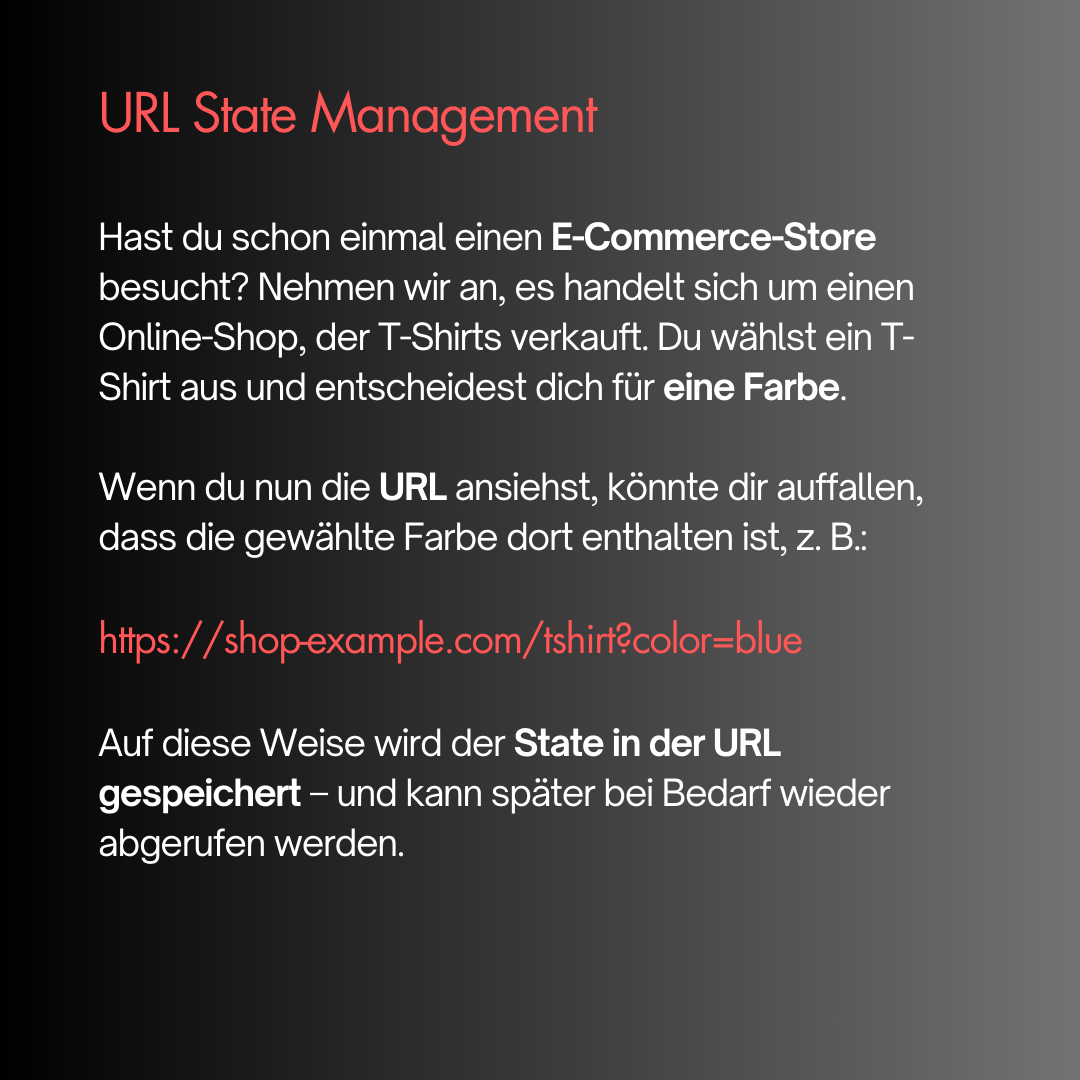 URL State Management
Hast du schon einmal einen E-Commerce-Store
besucht? Nehmen wir an, es handelt sich um einen
Online-Shop, der T-Shirts verkauft. Du wählst ein T-
Shirt aus und entscheidest dich für eine Farbe.
Wenn du nun die URL ansiehst, könnte dir auffallen,
dass die gewählte Farbe dort enthalten ist, z. B.:
https://shop-example.com/tshirt?color=blue
Auf diese Weise wird der State in der URL
gespeichert – und kann später bei Bedarf wieder
abgerufen werden.